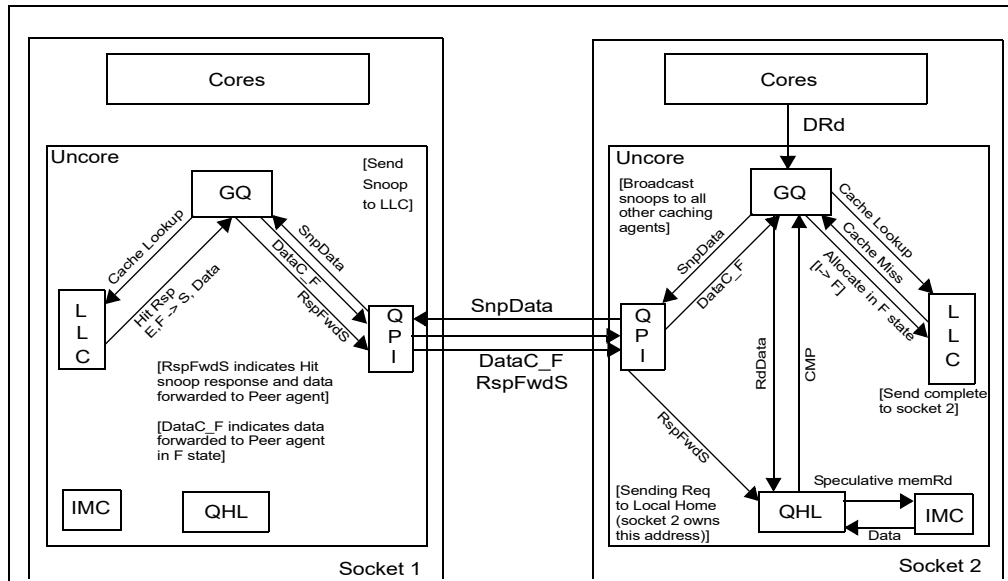 Cores
Uncore
[Send
Snoop
to LLC]
GQ
Cache Lookup
Hit Rsp
E,F -> S, Data
SnpData
DataC_F
RspFwdS
L
L
C
Q
P
I
[RspFwdS indicates Hit
snoop response and data
forwarded to Peer agent]
[DataC_F indicates data
forwarded to Peer agent
in F state]
IMC
QHL
Socket 1
SnpData
DataC_F
RspFwdS
Cores
DRd
Uncore
[Broadcast
snoops to all
other caching
agents]
GQ
SnpData
DataC_F
Cache Lookup
Cache Miss
Allocate in F state
[I-> F]
Q
P
I
L
L
C
RdData
CMP
[Send complete
to socket 2]
RspFwdS
[Sending Req
to Local Home
(socket 2 owns
this address)]
QHL
Speculative memRd
Data
IMC
Socket 2